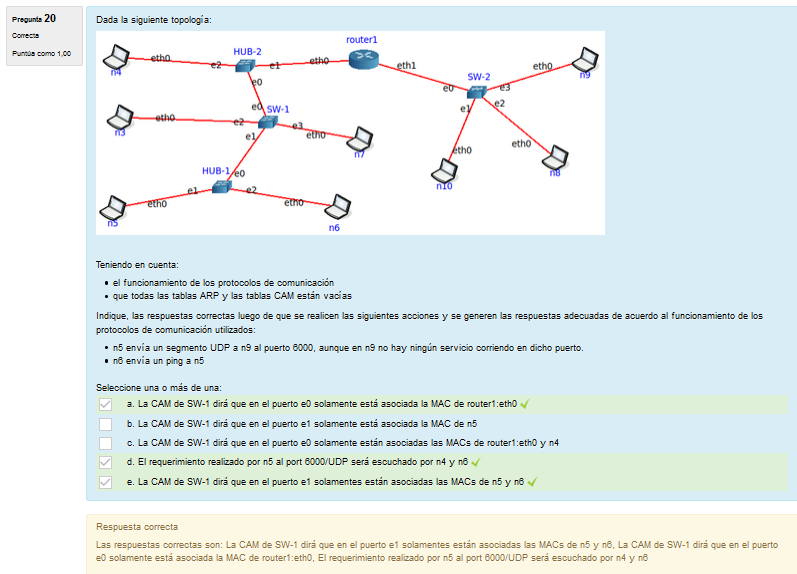 Pregunta 20
Correcta
Puntúa como 1,00
Dada la siguiente topología:
router1
HUB-2
n4
eth0
e2
e1
eth0
eth1
e0
SW-2
e0
e3
eth0
n9
e0
SW-1
e1
e2
n3
eth0
e2
e3
eth0
n7
e1
eth0
n10
eth0
n8
HUB-1
e0
e1
e2
n5
eth0
eth0
n6
Teniendo en cuenta:
• el funcionamiento de los protocolos de comunicación
• que todas las tablas ARP y las tablas CAM están vacías
Indique, las respuestas correctas luego de que se realicen las siguientes acciones y se generen las respuestas adecuadas de acuerdo al funcionamiento de los
protocolos de comunicación utilizados:
• n5 envía un segmento UDP a n9 al puerto 6000, aunque en n9 no hay ningún servicio corriendo en dicho puerto.
• n6 envía un ping a n5
Seleccione una o más de una:
a. La CAM de SW-1 dirá que en el puerto e0 solamente está asociada la MAC de router1:eth0
b. La CAM de SW-1 dirá que en el puerto e1 solamente está asociada la MAC de n5
c. La CAM de SW-1 dirá que en el puerto e0 solamente están asociadas las MACs de router1:eth0 y n4
d. El requerimiento realizado por n5 al port 6000/UDP será escuchado por n4 y n6
e. La CAM de SW-1 dirá que en el puerto e1 solamentes están asociadas las MACs de n5 y n6
Respuesta correcta
Las respuestas correctas son: La CAM de SW-1 dirá que en el puerto e1 solamentes están asociadas las MACs de n5 y n6, La CAM de SW-1 dirá que en el puerto
e0 solamente está asociada la MAC de router1:eth0, El requerimiento realizado por n5 al port 6000/UDP será escuchado por n4 y n6